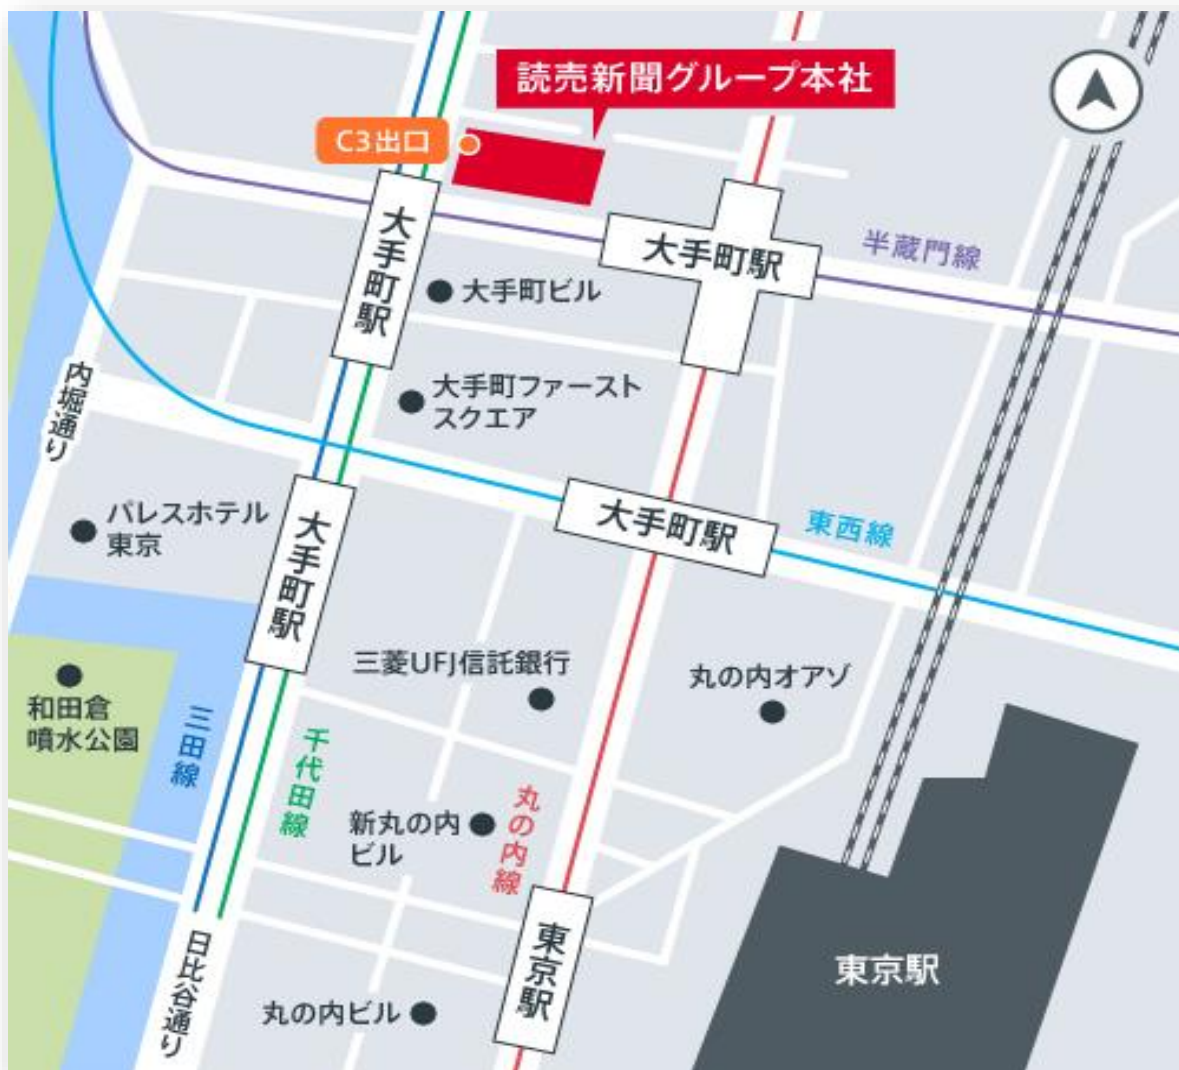 読売新聞グループ本社
C3出口
大手町駅
大手町駅
半蔵門線
大手町ビル
内堀通り
大手町ファースト
スクエア
パレスホテル
東京
大手町駅
大手町駅
東西線
三菱UFJ信託銀行
丸の内オアゾ
和田倉
噴水公園
三田線
千代田線
新丸の内
ビル
丸の内線
日比谷通り
東京駅
東京駅
丸の内ビル